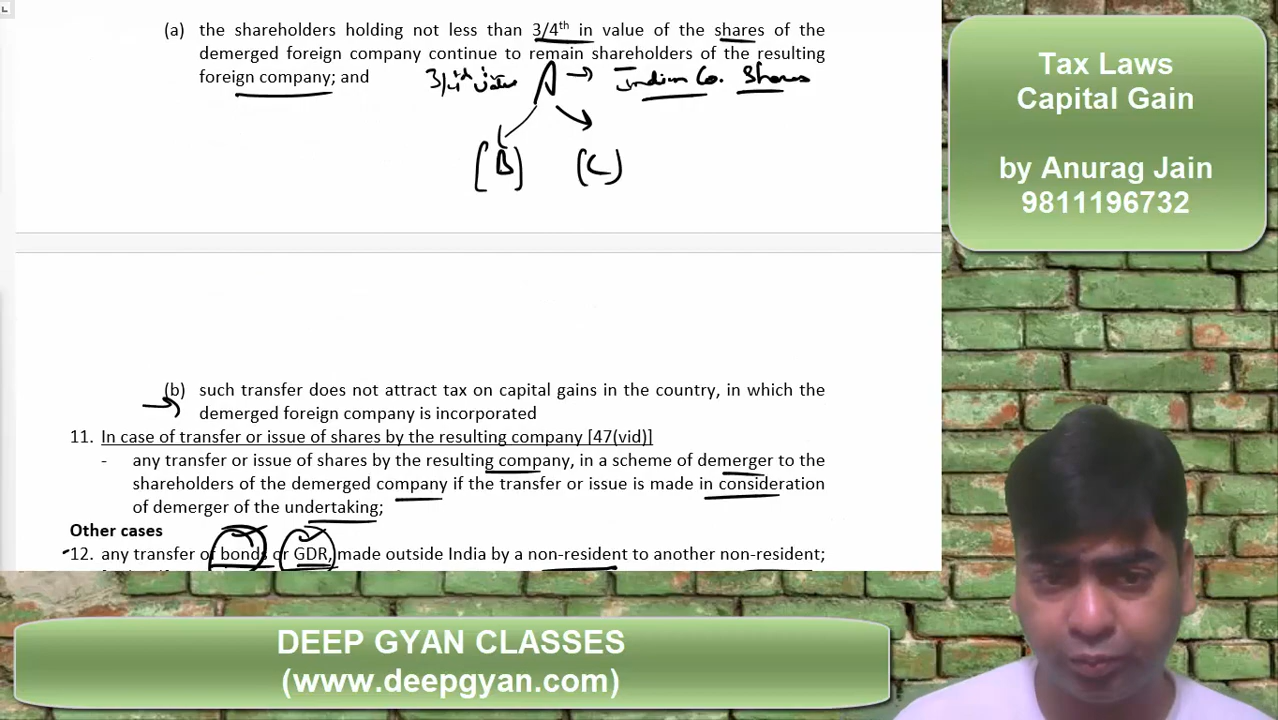 (a) the shareholders holding not less than 3/4th in value of the shares of the
demerged foreign company continue to remain shareholders of the resulting
foreign company; and
3/4th value A → Indian Co. Shares
[B] (C)
(b) such transfer does not attract tax on capital gains in the country, in which the
demerged foreign company is incorporated
11. In case of transfer or issue of shares by the resulting company [47(vid)]
- any transfer or issue of shares by the resulting company, in a scheme of demerger to the
shareholders of the demerged company if the transfer or issue is made in consideration
of demerger of the undertaking;
Other cases
12. any transfer of bonds or GDR, made outside India by a non-resident to another non-resident;
Tax Laws
Capital Gain
by Anurag Jain
9811196732
DEEP GYAN CLASSES
(www.deepgyan.com)